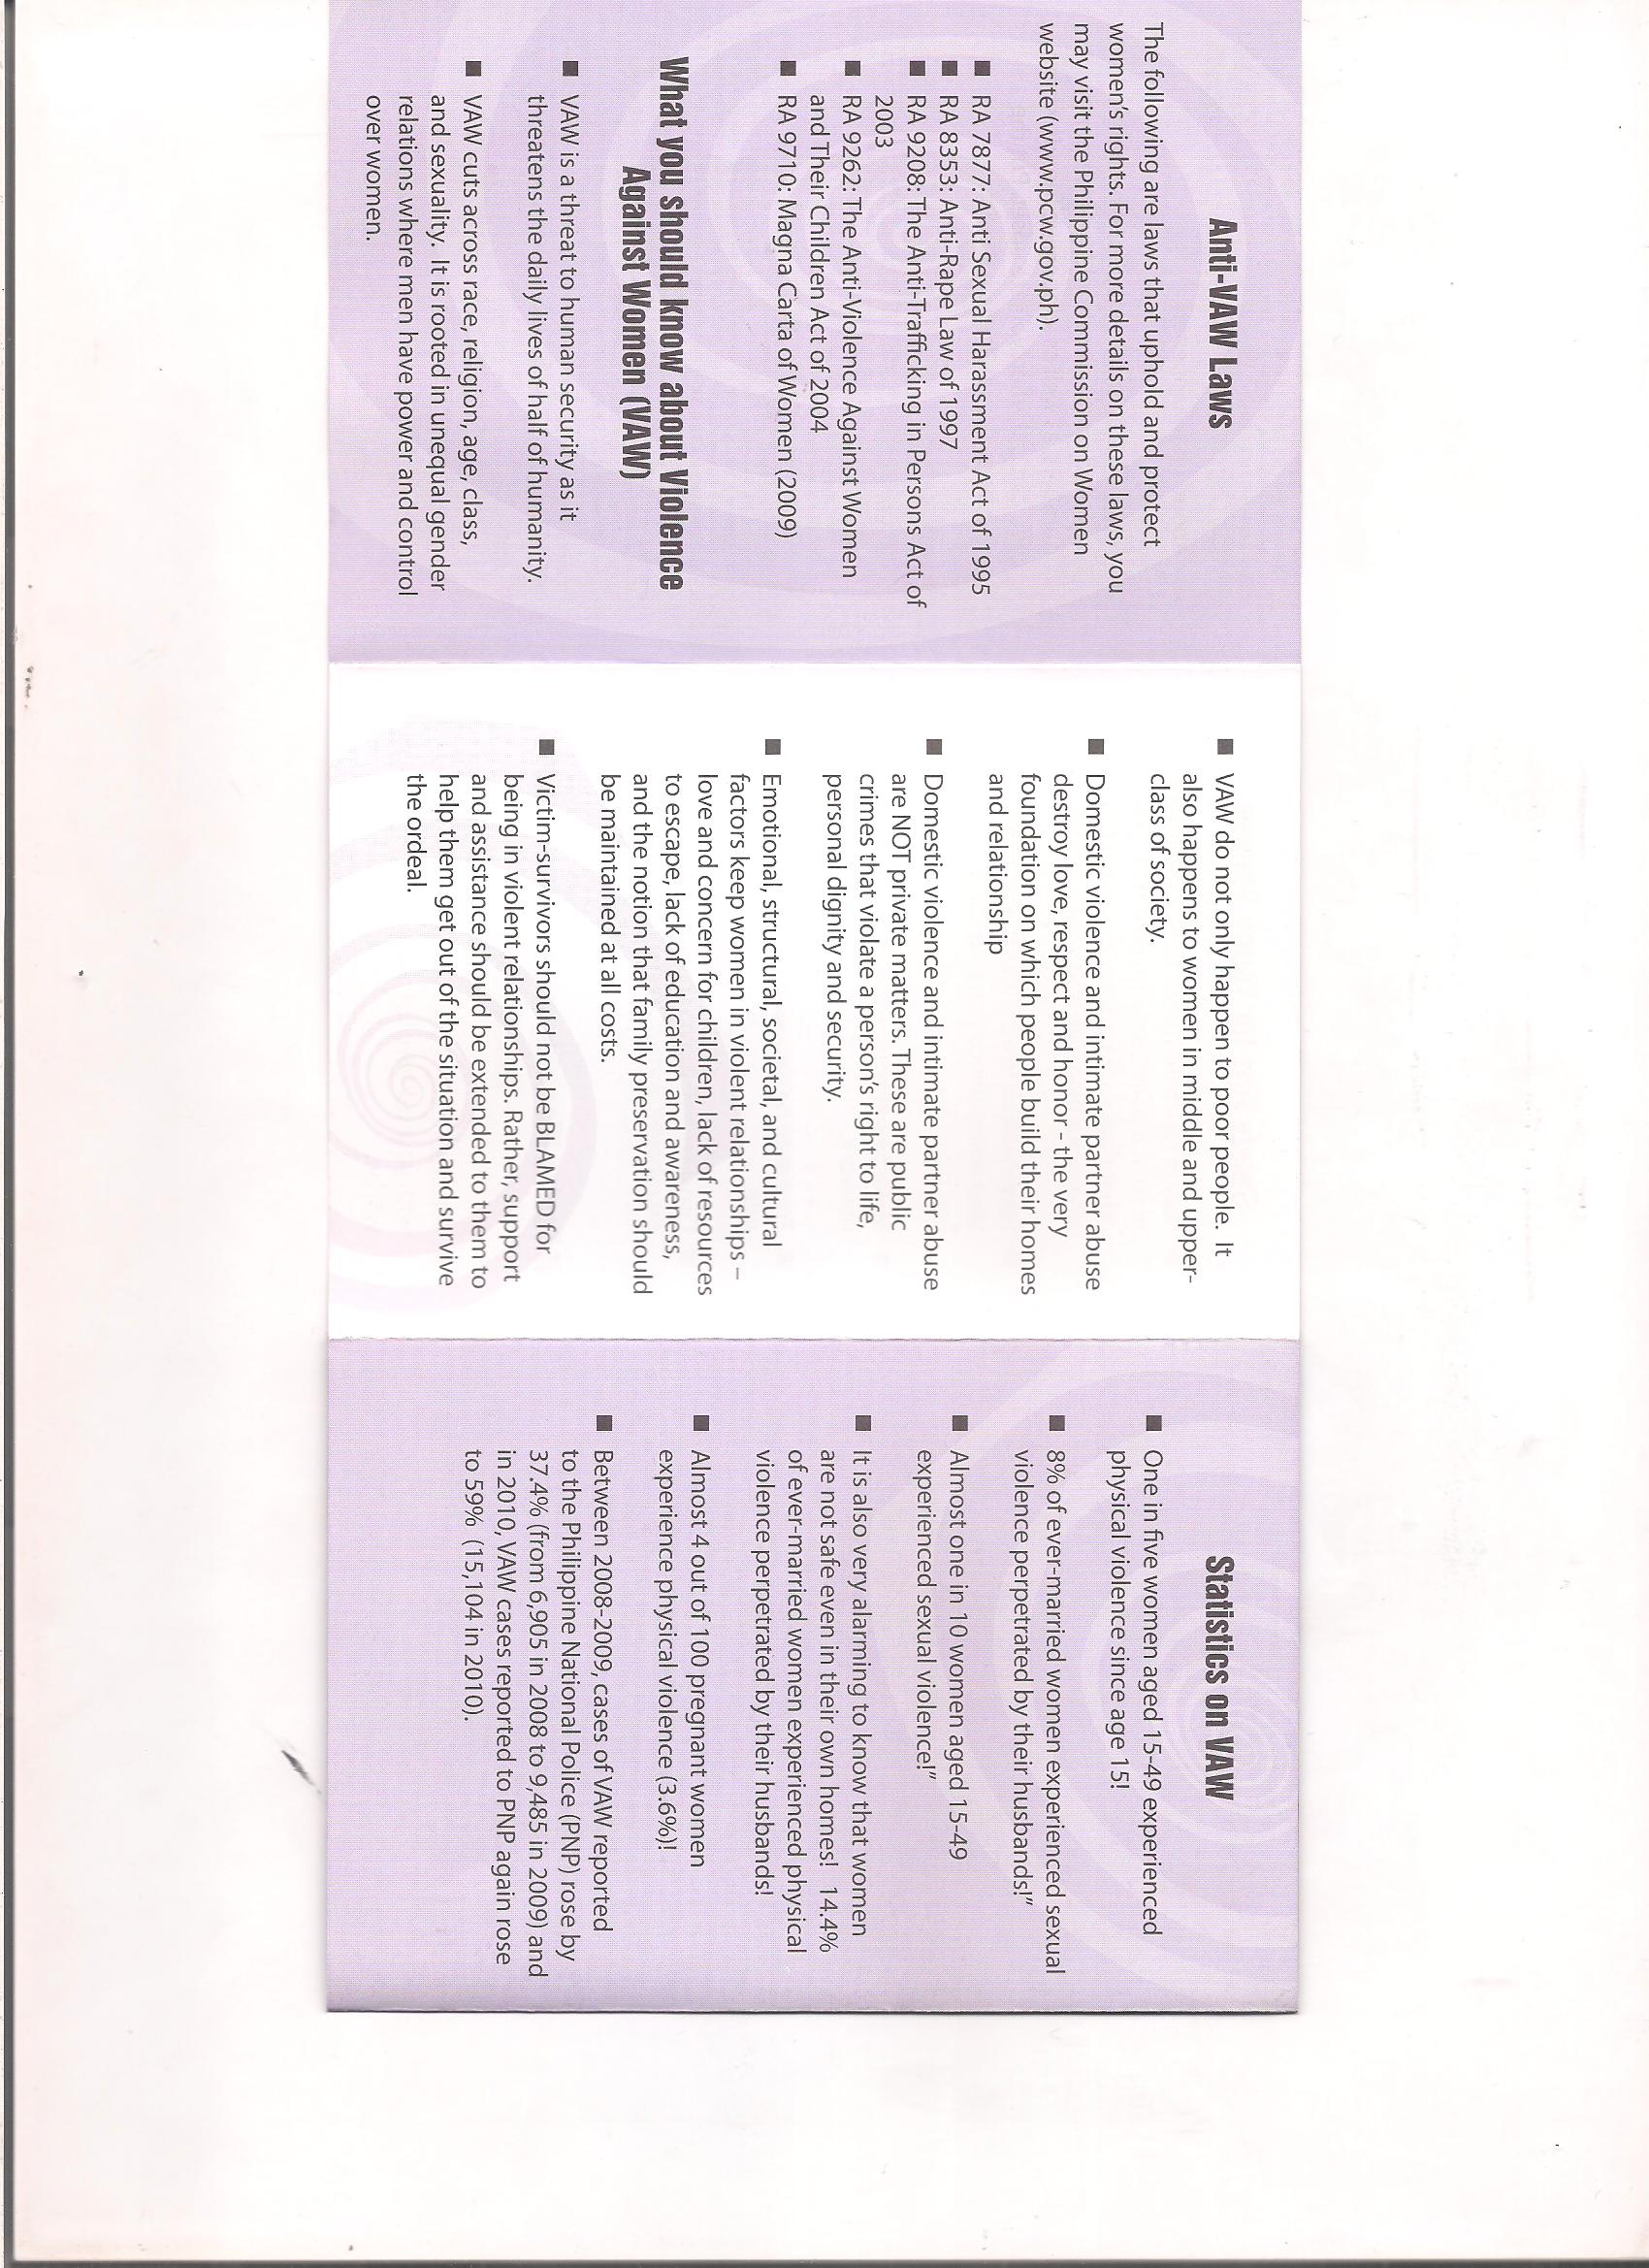 Anti-VAW Laws
The following are laws that uphold and protect
women's rights. For more details on these laws, you
may visit the Philippine Commission on Women
website (www.pcw.gov.ph).
■ RA 7877: Anti Sexual Harassment Act of 1995
■ RA 8353: Anti-Rape Law of 1997
■ RA 9208: The Anti-Trafficking in Persons Act of
2003
■ RA 9262: The Anti-Violence Against Women
and Their Children Act of 2004
■ RA 9710: Magna Carta of Women (2009)
What you should know about Violence
Against Women (VAW)
■ VAW is a threat to human security as it
threatens the daily lives of half of humanity.
■ VAW cuts across race, religion, age, class,
and sexuality. It is rooted in unequal gender
relations where men have power and control
over women.
■ VAW do not only happen to poor people. It
also happens to women in middle and upper-
class of society.
■ Domestic violence and intimate partner abuse
destroy love, respect and honor - the very
foundation on which people build their homes
and relationship
■ Domestic violence and intimate partner abuse
are NOT private matters. These are public
crimes that violate a person's right to life,
personal dignity and security.
■ Emotional, structural, societal, and cultural
factors keep women in violent relationships –
love and concern for children, lack of resources
to escape, lack of education and awareness,
and the notion that family preservation should
be maintained at all costs.
■ Victim-survivors should not be BLAMED for
being in violent relationships. Rather, support
and assistance should be extended to them to
help them get out of the situation and survive
the ordeal.
Statistics on VAW
■ One in five women aged 15-49 experienced
physical violence since age 15!
■ 8% of ever-married women experienced sexual
violence perpetrated by their husbands!"
■ Almost one in 10 women aged 15-49
experienced sexual violence!"
■ It is also very alarming to know that women
are not safe even in their own homes! 14.4%
of ever-married women experienced physical
violence perpetrated by their husbands!
■ Almost 4 out of 100 pregnant women
experience physical violence (3.6%)!
■ Between 2008-2009, cases of VAW reported
to the Philippine National Police (PNP) rose by
37.4% (from 6,905 in 2008 to 9,485 in 2009) and
in 2010, VAW cases reported to PNP again rose
to 59% (15,104 in 2010).